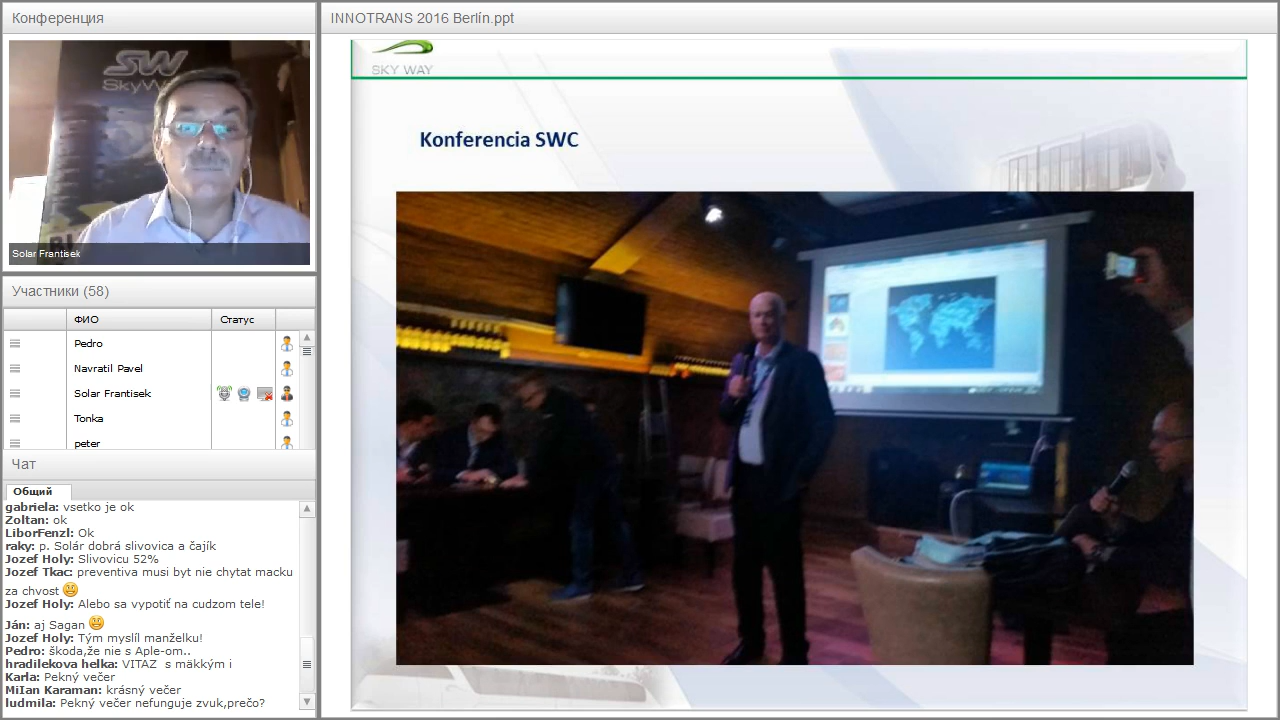 Конференция
SW
SkyW
Solar Frantisek
Участники (58)
ФИО
Статус
Pedro
Navratil Pavel
Solar Frantisek
Tonka
peter
Чат
Общий
gabriela: vsetko je ok
Zoltan: ok
LiborFenzl: Ok
raky: p. Solár dobrá slivovica a čajík
Jozef Holy: Slivovicu 52%
Jozef Tkac: preventiva musi byt nie chytat macku
za chvost
Jozef Holy: Alebo sa vypotiť na cudzom tele!
Ján: aj Sagan
Jozef Holy: Tým myslíl manželku!
Pedro: škoda,že nie s Aple-om..
hradilekova helka: VITAZ s mäkkým i
Karla: Pekný večer
MiIan Karaman: krásný večer
ludmila: Pekný večer nefunguje zvuk,prečo?
INNOTRANS 2016 Berlín.ppt
SKY WAY
Konferencia SWC